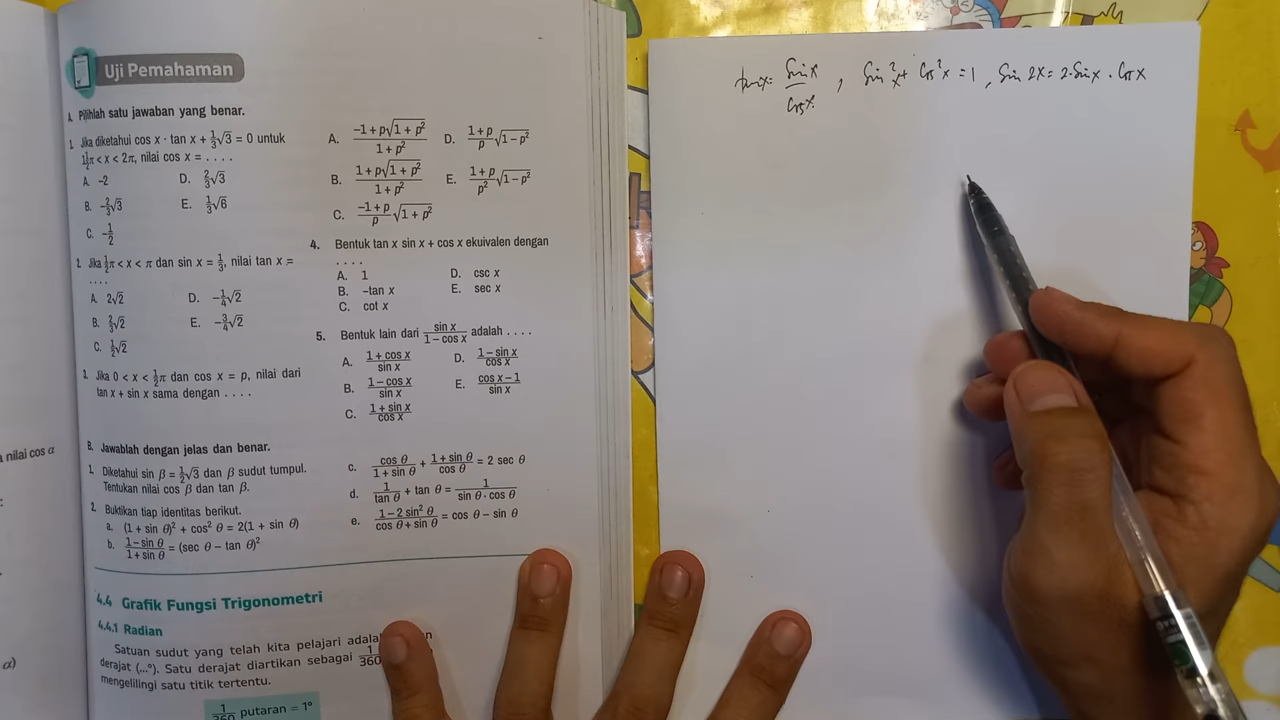 Uji Pemahaman
A. Pilihlah satu jawaban yang benar.
1. Jika diketahui cos x · tan x + 1/3√3 = 0 untuk
1 1/2π < x < 2π, nilai cos x = . . . .
A. -2
D. 2/3√3
B. -2/3√3
E. 1/3√6
C. -1/2
2. Jika 1/2π < x < π dan sin x = 1/3, nilai tan x =
. . . .
A. 2√2
D. -1/4√2
B. 2/3√2
E. -3/4√2
C. 1/2√2
3. Jika 0 < x < 1/2π dan cos x = p, nilai dari
tan x + sin x sama dengan . . . .
A. (-1 + p√(1 + p²))/(1 + p²)
D. (1 + p)/p √(1 - p²)
B. (1 + p√(1 + p²))/(1 + p²)
E. (1 + p)/p² √(1 - p²)
C. (-1 + p)/p √(1 + p²)
4. Bentuk tan x sin x + cos x ekuivalen dengan
. . . .
A. 1
D. csc x
B. -tan x
E. sec x
C. cot x
5. Bentuk lain dari sin x/(1 - cos x) adalah . . . .
A. (1 + cos x)/sin x
D. (1 - sin x)/cos x
B. (1 - cos x)/sin x
E. (cos x - 1)/sin x
C. (1 + sin x)/cos x
B. Jawablah dengan jelas dan benar.
1. Diketahui sin β = 1/2√3 dan β sudut tumpul.
Tentukan nilai cos β dan tan β.
2. Buktikan tiap identitas berikut.
a. (1 + sin θ)² + cos² θ = 2(1 + sin θ)
b. (1 - sin θ)/(1 + sin θ) = (sec θ - tan θ)²
c. cos θ/(1 + sin θ) + (1 + sin θ)/cos θ = 2 sec θ
d. 1/tan θ + tan θ = 1/(sin θ · cos θ)
e. (1 - 2 sin² θ)/(cos θ + sin θ) = cos θ - sin θ
4.4 Grafik Fungsi Trigonometri
4.4.1 Radian
Satuan sudut yang telah kita pelajari
derajat (...°). Satu derajat diartikan sebagai 1/360
mengelilingi satu titik tertentu.
1/360 putaran = 1°
nilai cos α
α)
tan x = sin x/cos x , sin²x + cos²x = 1 , sin 2x = 2·sin x · cos x